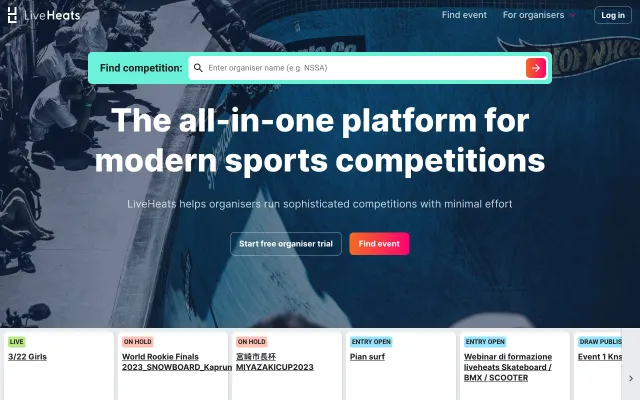 LiveHeats
Find event
For organisers
Log in
Find competition:
Enter organiser name (e.g. NSSA)
The all-in-one platform for
modern sports competitions
LiveHeats helps organisers run sophisticated competitions with minimal effort
Start free organiser trial
Find event
LIVE
3/22 Girls
ON HOLD
World Rookie Finals
2023_SNOWBOARD_Kaprun
ON HOLD
宮崎市長杯
MIYAZAKICUP2023
ENTRY OPEN
Pian surf
ENTRY OPEN
Webinar di formazione
liveheats Skateboard /
BMX / SCOOTER
DRAW PUBLIS
Event 1 Kns